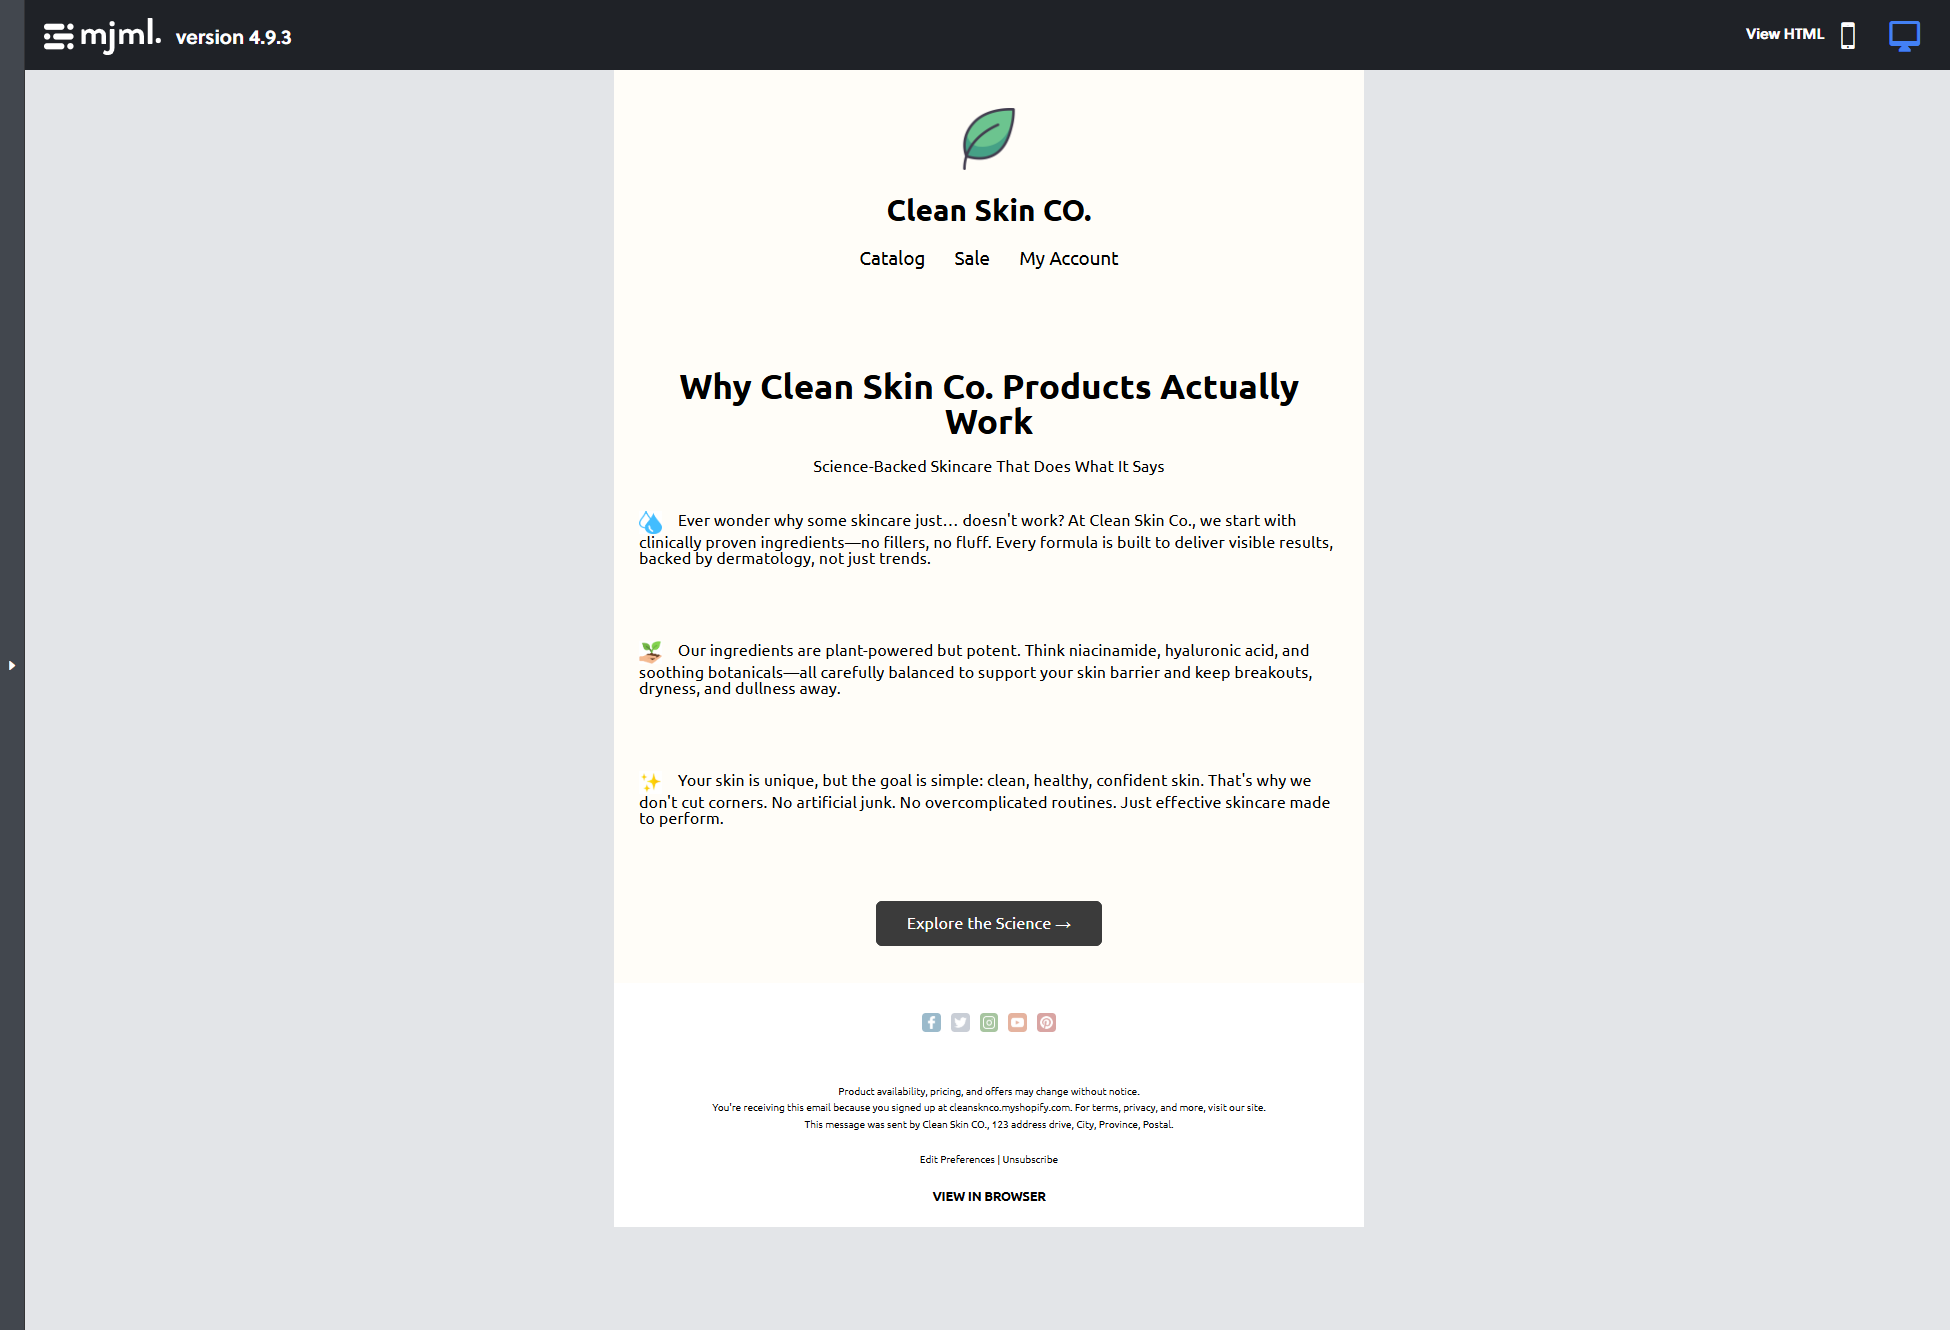 mjml. version 4.9.3
View HTML
Clean Skin CO.
Catalog Sale My Account
Why Clean Skin Co. Products Actually
Work
Science-Backed Skincare That Does What It Says
Ever wonder why some skincare just… doesn't work? At Clean Skin Co., we start with
clinically proven ingredients—no fillers, no fluff. Every formula is built to deliver visible results,
backed by dermatology, not just trends.
Our ingredients are plant-powered but potent. Think niacinamide, hyaluronic acid, and
soothing botanicals—all carefully balanced to support your skin barrier and keep breakouts,
dryness, and dullness away.
Your skin is unique, but the goal is simple: clean, healthy, confident skin. That's why we
don't cut corners. No artificial junk. No overcomplicated routines. Just effective skincare made
to perform.
Explore the Science →
Product availability, pricing, and offers may change without notice.
You're receiving this email because you signed up at cleansknco.myshopify.com. For terms, privacy, and more, visit our site.
This message was sent by Clean Skin CO., 123 address drive, City, Province, Postal.
Edit Preferences | Unsubscribe
VIEW IN BROWSER